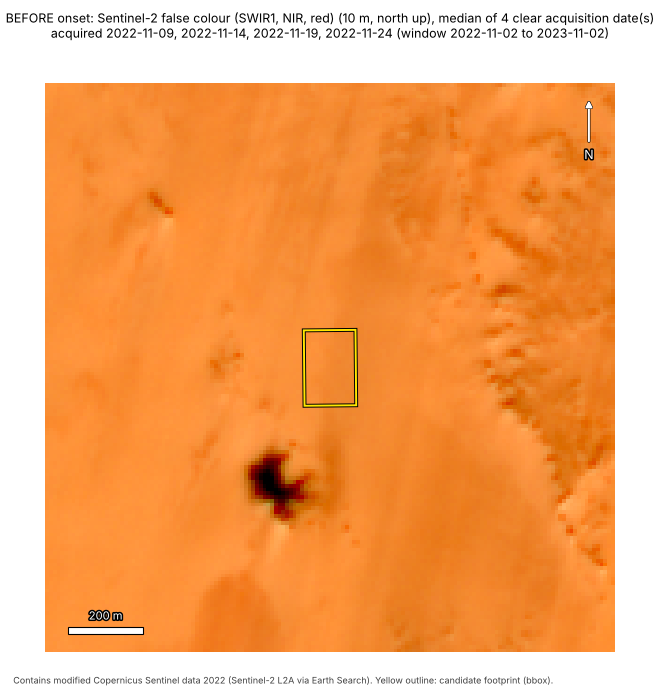 BEFORE onset: Sentinel-2 false colour (SWIR1, NIR, red) (10 m, north up), median of 4 clear acquisition date(s)
acquired 2022-11-09, 2022-11-14, 2022-11-19, 2022-11-24 (window 2022-11-02 to 2023-11-02)
N
200 m
Contains modified Copernicus Sentinel data 2022 (Sentinel-2 L2A via Earth Search). Yellow outline: candidate footprint (bbox).